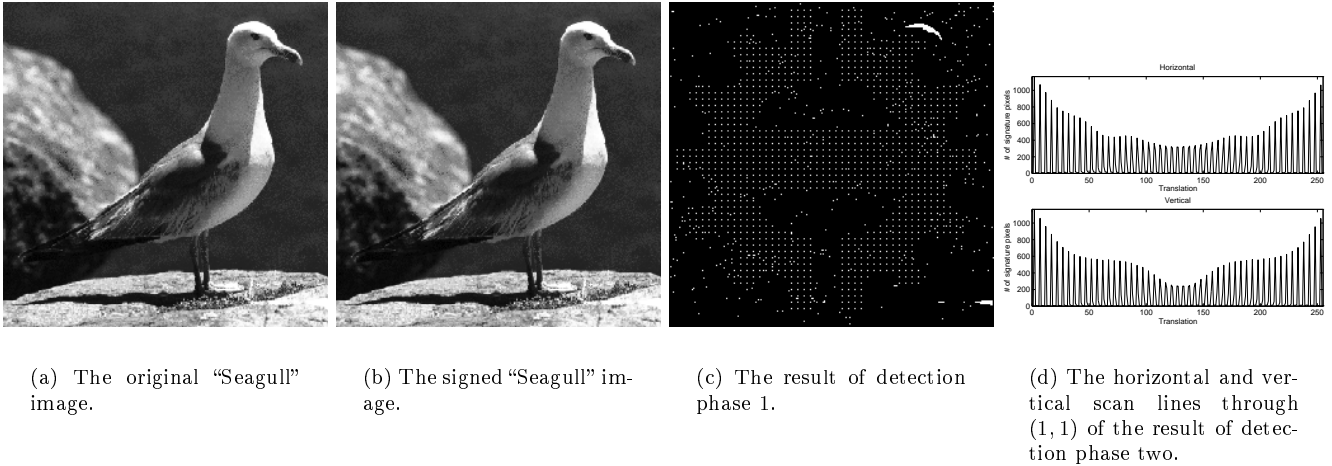 Horizontal
# of signature pixels
1000
800
600
400
200
0
0 50 100 150 200 250
Translation
Vertical
# of signature pixels
1000
800
600
400
200
0
0 50 100 150 200 250
Translation
(a) The original “Seagull”
image.
(b) The signed “Seagull” im-
age.
(c) The result of detection
phase 1.
(d) The horizontal and ver-
tical scan lines through
(1, 1) of the result of detec-
tion phase two.